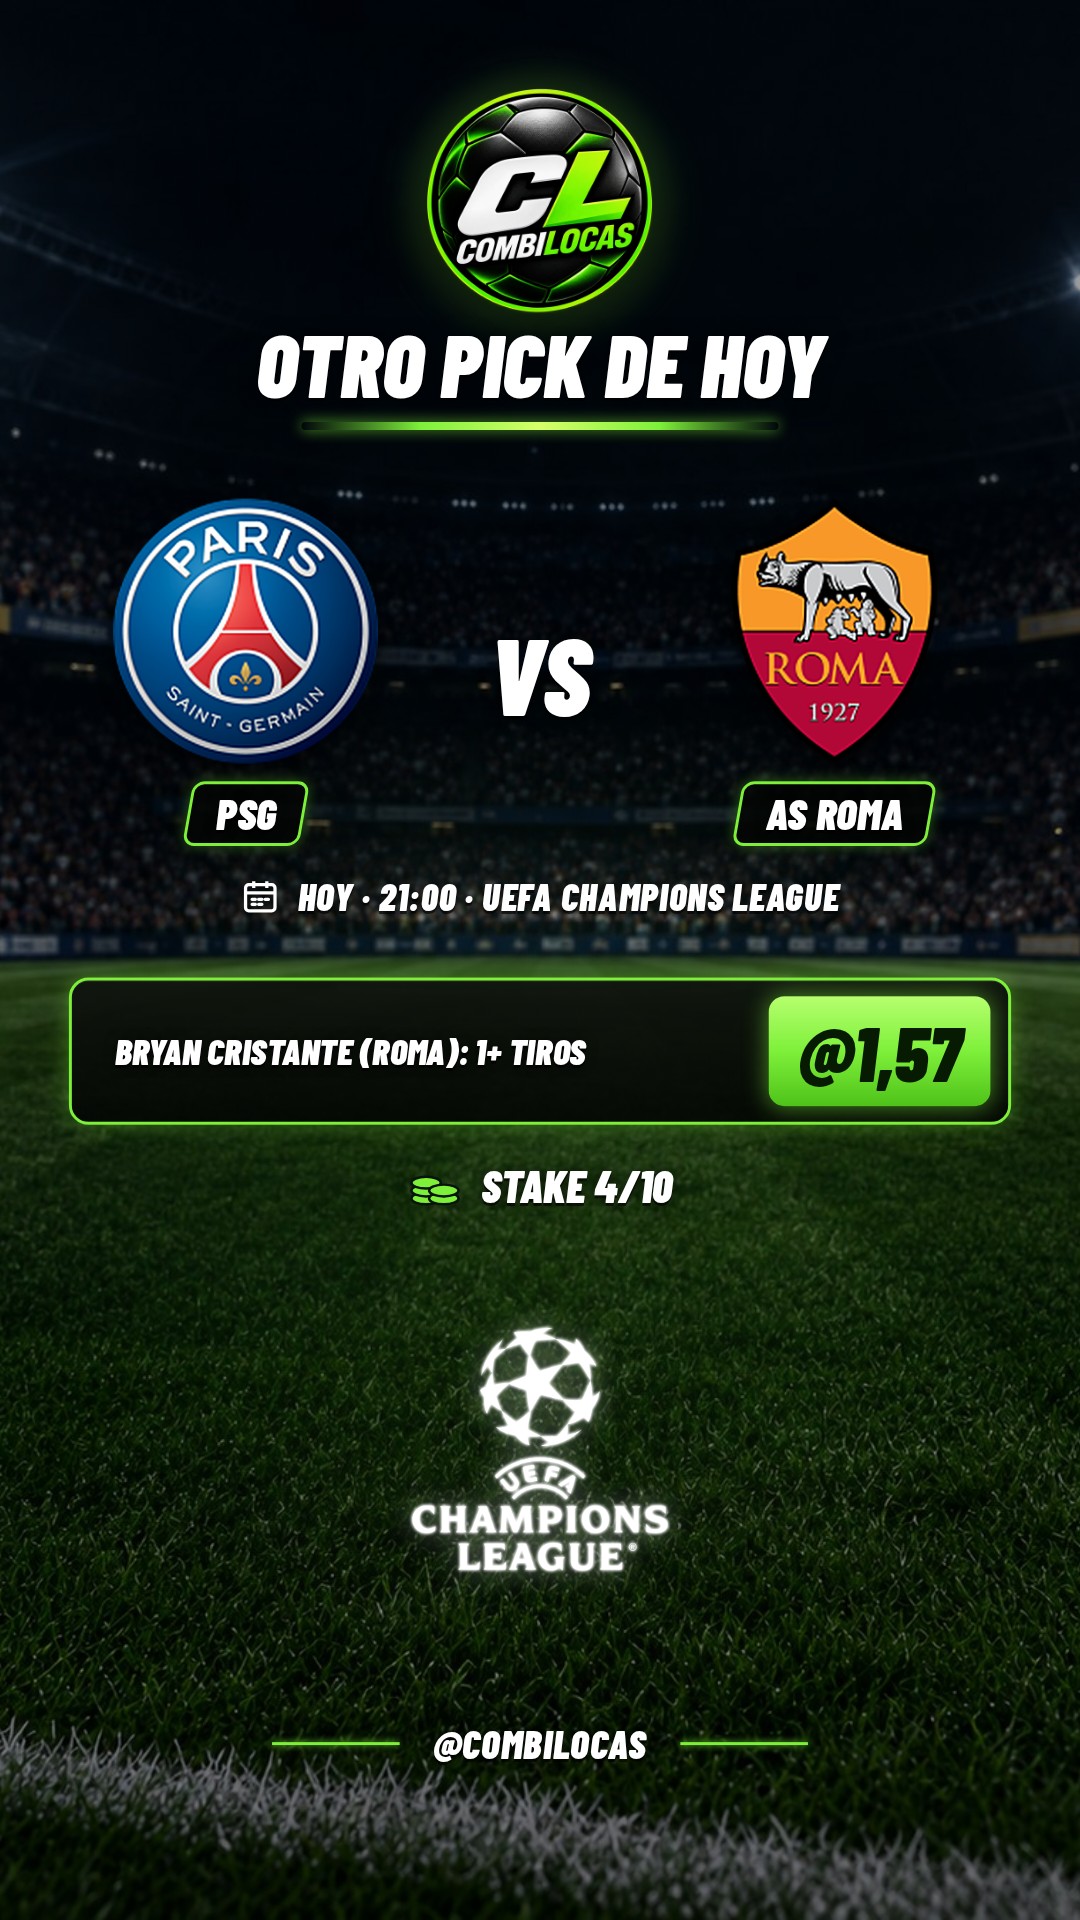 CL
COMBILOCAS
OTRO PICK DE HOY
PARIS
SAINT - GERMAIN
VS
ROMA
1927
PSG
AS ROMA
HOY · 21:00 · UEFA CHAMPIONS LEAGUE
BRYAN CRISTANTE (ROMA): 1+ TIROS
@1,57
STAKE 4/10
UEFA
CHAMPIONS
LEAGUE®
@COMBILOCAS